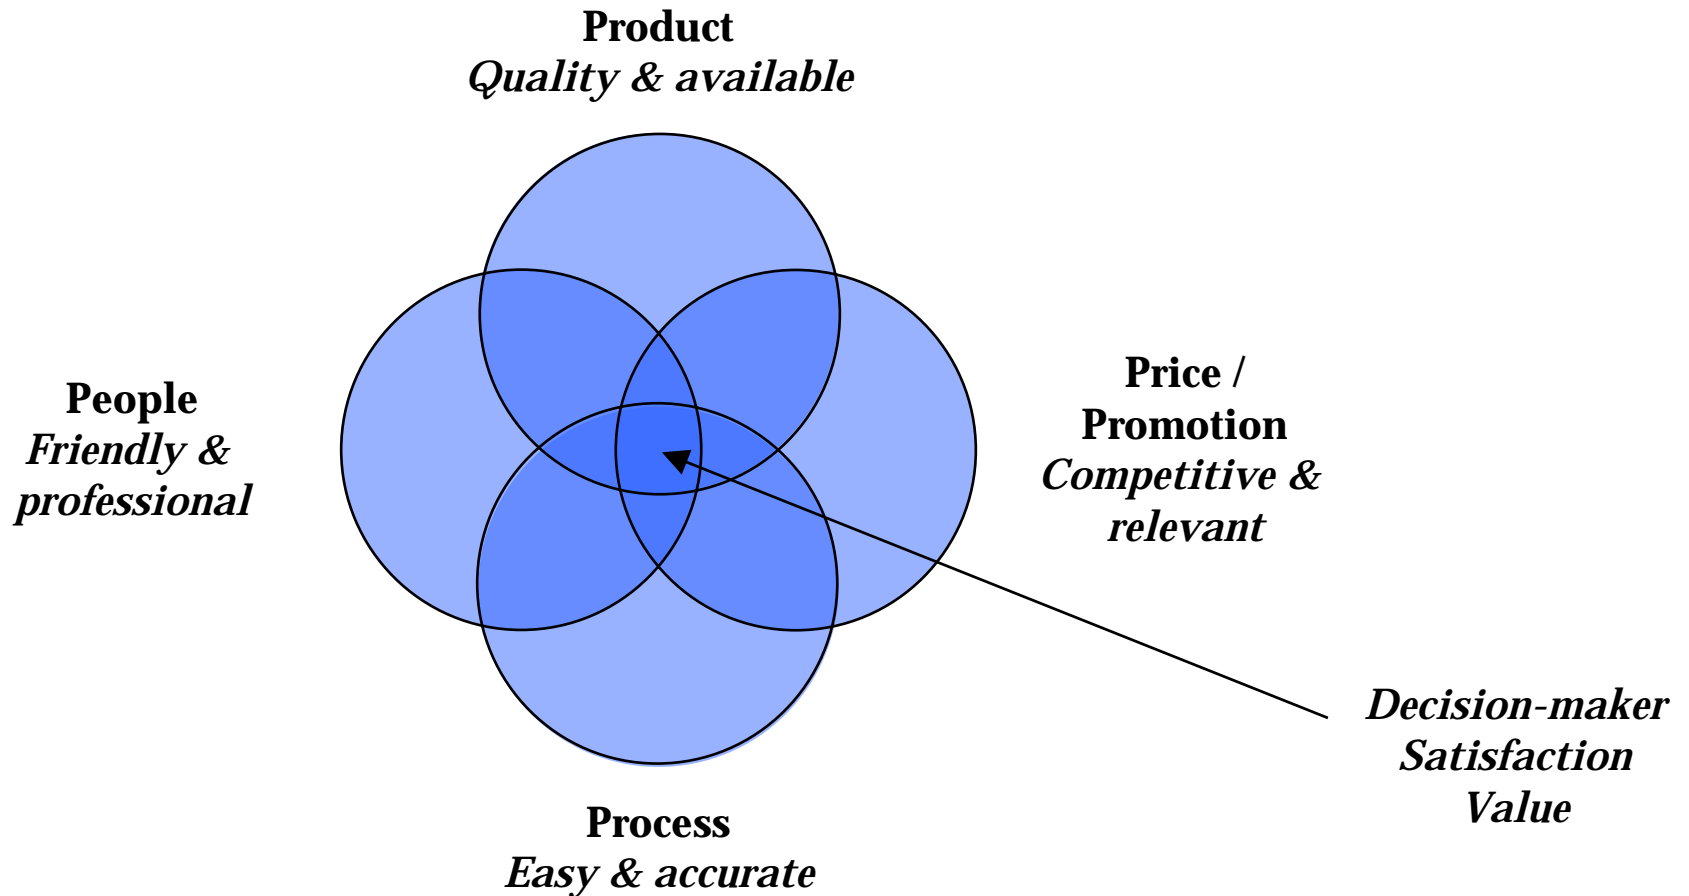 Product
Quality & available
People
Friendly &
professional
Price /
Promotion
Competitive &
relevant
Decision-maker
Satisfaction
Value
Process
Easy & accurate